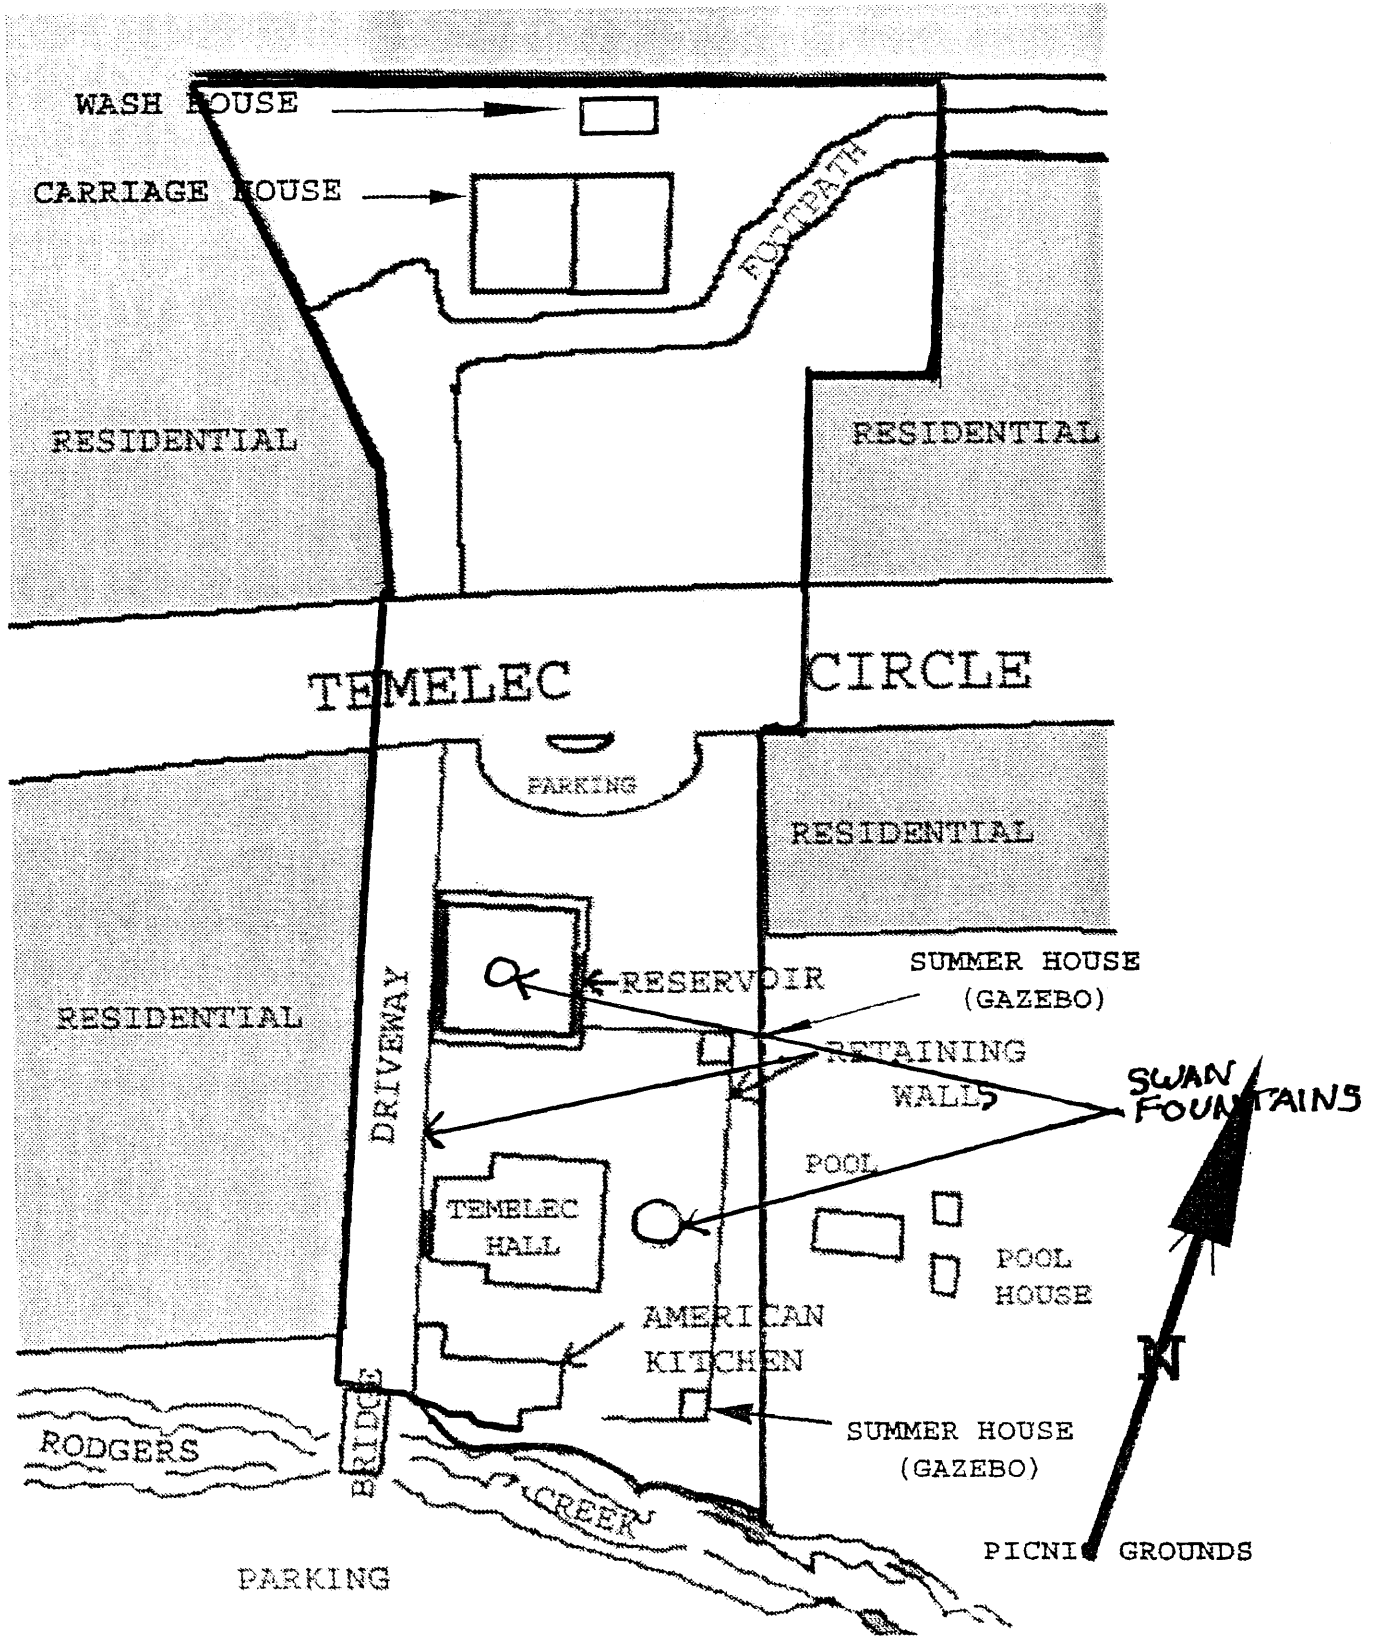 WASH HOUSE
CARRIAGE HOUSE
FOOTPATH
RESIDENTIAL
RESIDENTIAL
TEMELEC CIRCLE
PARKING
RESIDENTIAL
RESIDENTIAL
DRIVEWAY
RESERVOIR
SUMMER HOUSE
(GAZEBO)
RETAINING
WALLS
SWAN
FOUNTAINS
POOL
TEMELEC
HALL
POOL
HOUSE
AMERICAN
KITCHEN
N
BRIDGE
RODGERS
CREEK
SUMMER HOUSE
(GAZEBO)
PICNIC GROUNDS
PARKING